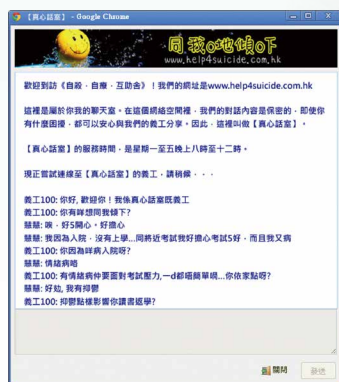 【真心話室】 - Google Chrome
同我哋傾吓
www.help4suicide.com.hk
歡迎到訪《自殺．自療．互助舍》！我們的網址是www.help4suicide.com.hk
這裡是屬於你我的聊天室。在這個網絡空間裡，我們的對話內容是保密的，即使你
有什麼困擾，都可以安心與我們的義工分享。因此，這裡叫做【真心話室】。
【真心話室】的服務時間，是星期一至五晚上八時至十二時。
現正嘗試連線至【真心話室】的義工，請稍候．．．
義工100: 你好, 歡迎你！我係真心話室既義工
義工100: 你有咩想同我傾下?
慧慧: 唉，好5開心，好擔心
慧慧: 我因為入院，沒有上學...同將近考試我好擔心考試5好，而且我又病
義工100: 你因為咩病入院呀?
慧慧: 情緒病咯
義工100: 有情緒病仲要面對考試壓力,一d都唔簡單啊...你依家點呀?
慧慧: 好攰, 我有抑鬱
義工100: 抑鬱點樣影響你讀書返學?
關閉
發送